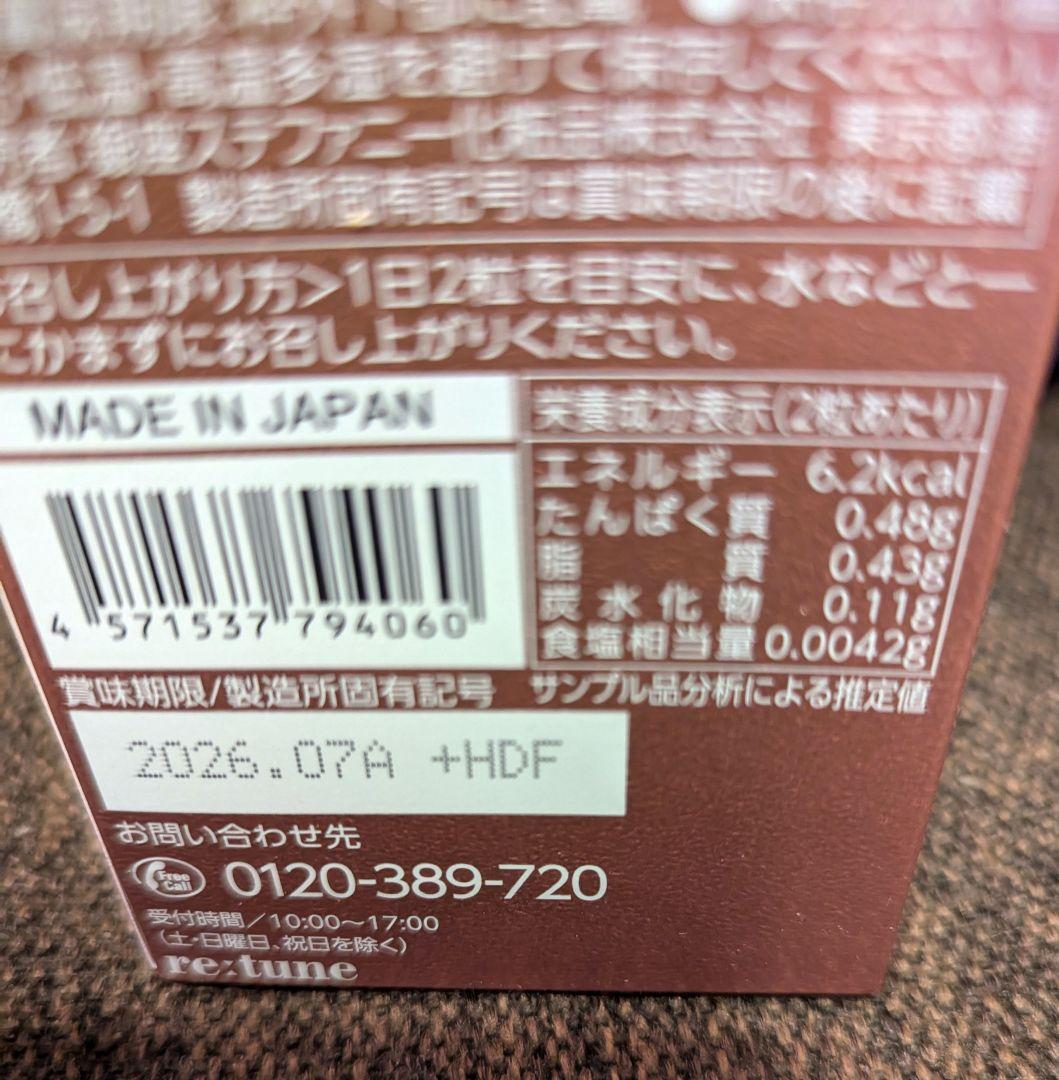 多湿を避けて保存してください
ステファニー化粧品株式会社 東京都港
1-5-1 製造所固有記号は賞味期限の後に記載
召し上がり方＞1日2粒を目安に、水などと一
にかまずにお召し上がりください。
MADE IN JAPAN
4 571537 794060
栄養成分表示(2粒あたり)
エネルギー 6.2kcal
たんぱく質 0.48g
脂質 0.43g
炭水化物 0.11g
食塩相当量 0.0042g
サンプル品分析による推定値
賞味期限/製造所固有記号
2026.07A +HDF
お問い合わせ先
Free Call 0120-389-720
受付時間／10:00〜17:00
(土・日曜日、祝日を除く)
re:tune